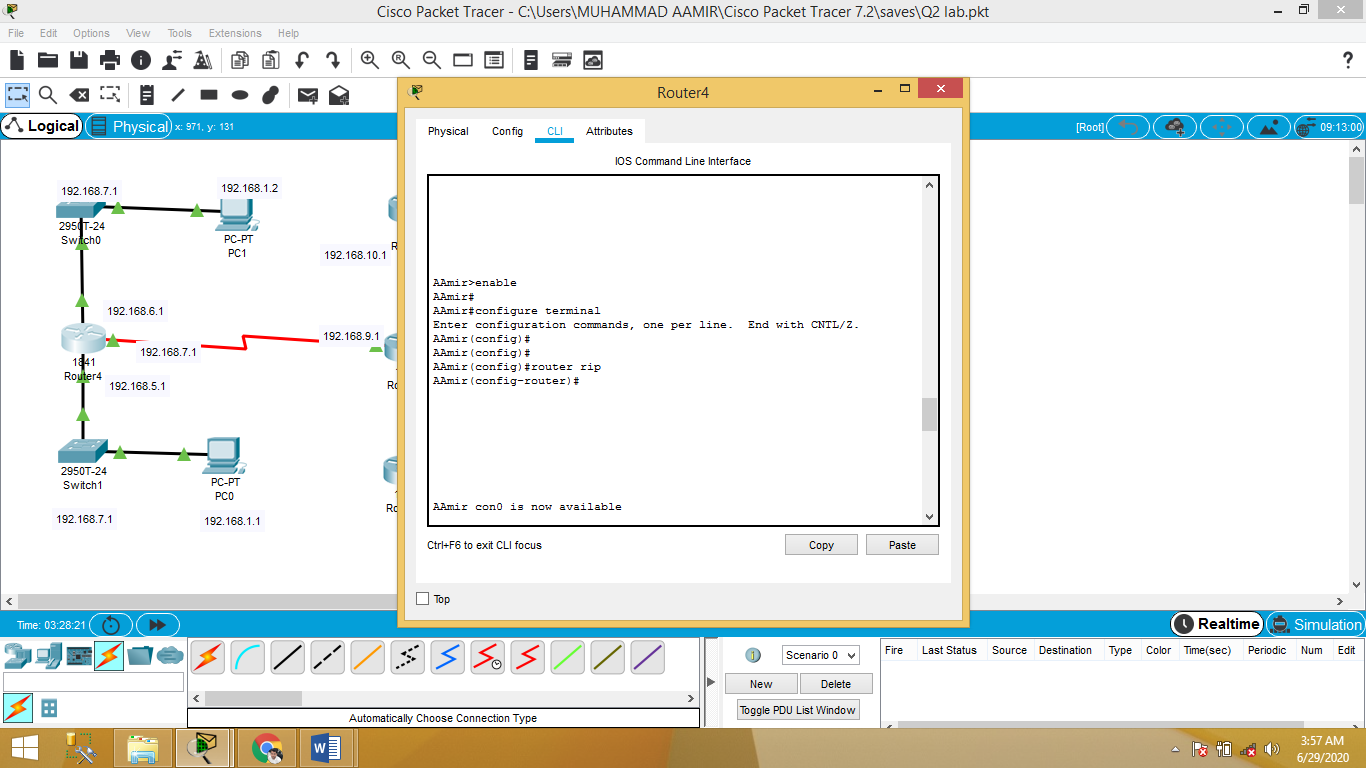 Cisco Packet Tracer - C:\Users\MUHAMMAD AAMIR\Cisco Packet Tracer 7.2\saves\Q2 lab.pkt
File Edit Options View Tools Extensions Help
Logical
Physical
x: 971, y: 131
[Root]
09:13:00
192.168.7.1
192.168.1.2
2950T-24
Switch0
PC-PT
PC1
192.168.10.1
192.168.6.1
192.168.9.1
192.168.7.1
1841
Router4
192.168.5.1
2950T-24
Switch1
PC-PT
PC0
192.168.7.1
192.168.1.1
Router4
Physical Config CLI Attributes
IOS Command Line Interface
AAmir>enable
AAmir#
AAmir#configure terminal
Enter configuration commands, one per line.  End with CNTL/Z.
AAmir(config)#
AAmir(config)#
AAmir(config)#router rip
AAmir(config-router)#
AAmir con0 is now available
Ctrl+F6 to exit CLI focus
Copy
Paste
Top
Time: 03:28:21
Realtime
Simulation
Automatically Choose Connection Type
Scenario 0
New
Delete
Toggle PDU List Window
Fire Last Status Source Destination Type Color Time(sec) Periodic Num Edit
3:57 AM
6/29/2020